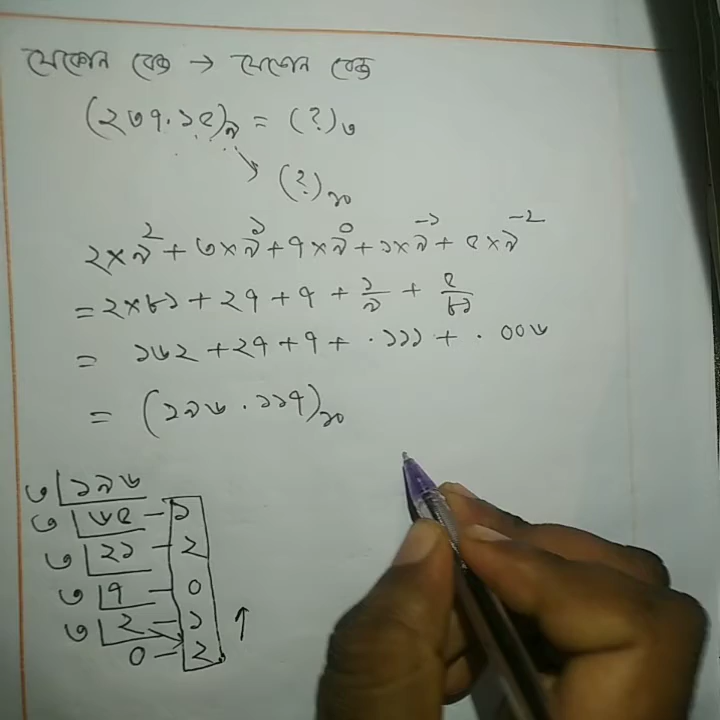 যেকোন বেজ → যেকোন বেজ
(২৩৭.১৫)₯ = (?)৩
(?)১০
২×৯^২ + ৩×৯^১ + ৭×৯^০ + ১×৯^-১ + ৫×৯^-২
= ২×৮১ + ২৭ + ৭ + ১/৯ + ৫/৮১
= ১৬২ + ২৭ + ৭ + .১১১ + .০০৬
= (১৯৬.১১৭)১০
৩ | ১৯৬
৩ | ৬৫ – ১
৩ | ২১ – ২
৩ | ৭ – ০
৩ | ২ – ১ ↑
০ – ২